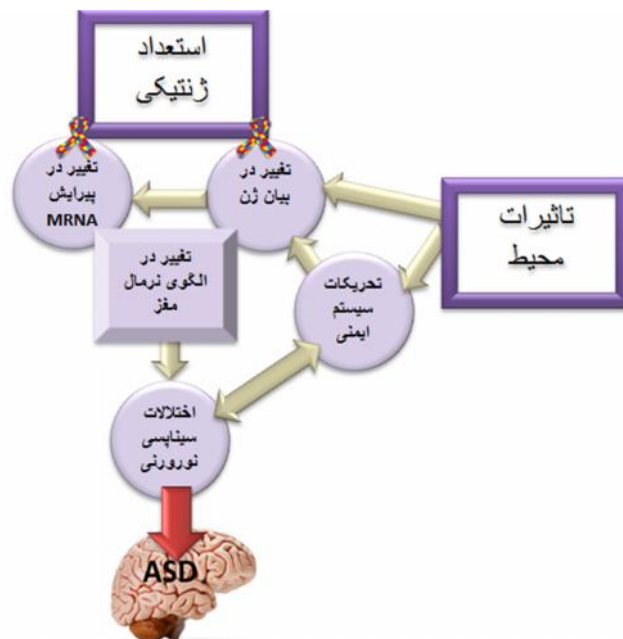 استعداد
ژنتیکی
تغییر در
پیرایش
MRNA
تغییر در
بیان ژن
تاثیرات
محیط
تغییر در
الگوی نرمال
مغز
تحریکات
سیستم
ایمنی
اختلالات
سیناپسی
نورورنی
ASD